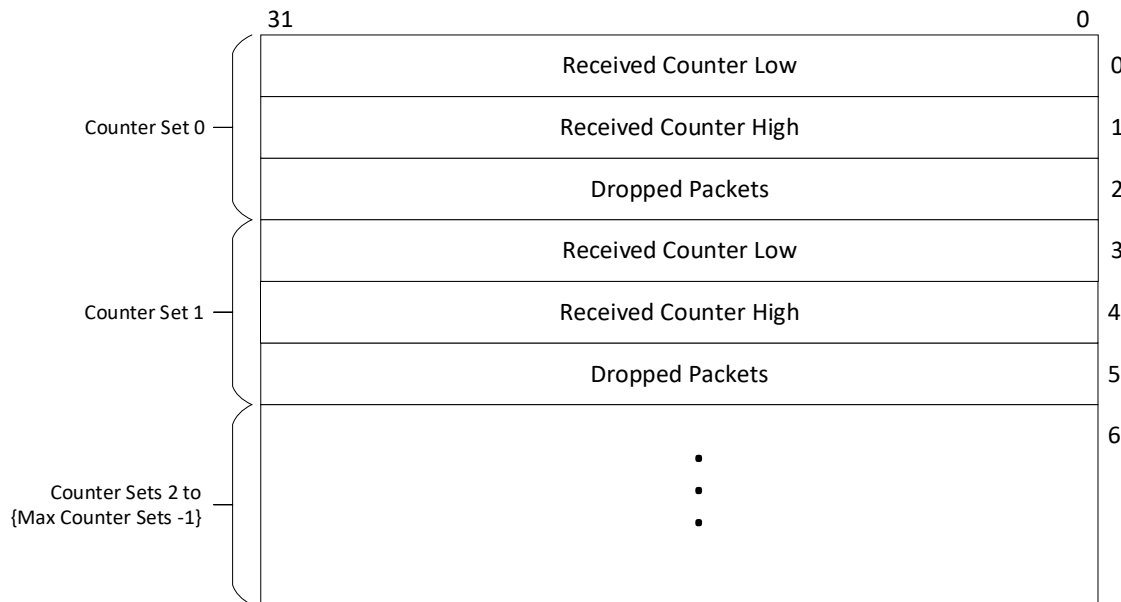 31 0
Received Counter Low 0
Counter Set 0 Received Counter High 1
Dropped Packets 2
Received Counter Low 3
Counter Set 1 Received Counter High 4
Dropped Packets 5
6
Counter Sets 2 to
{Max Counter Sets -1}